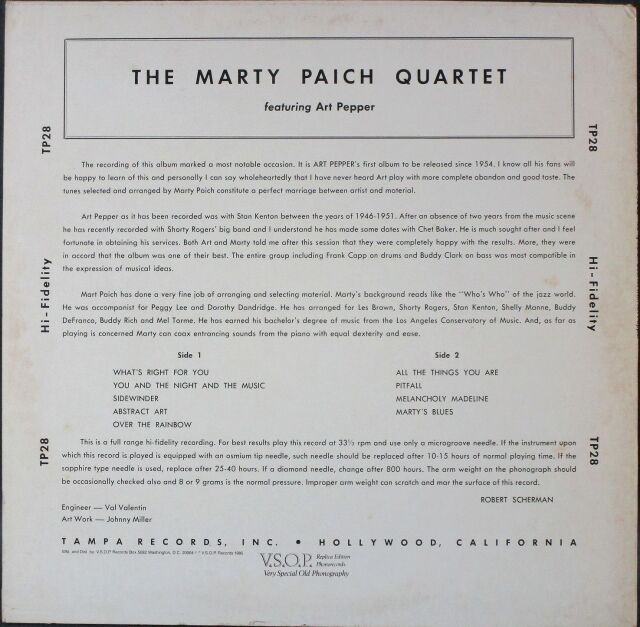 THE MARTY PAICH QUARTET
featuring Art Pepper
TP28
TP28
The recording of this album marked a most notable occasion. It is ART PEPPER's first album to be released since 1954. I know all his fans will
be happy to learn of this and personally I can say wholeheartedly that I have never heard Art play with more complete abandon and good taste. The
tunes selected and arranged by Marty Paich constitute a perfect marriage between artist and material.
Art Pepper as it has been recorded was with Stan Kenton between the years of 1946-1951. After an absence of two years from the music scene
he has recently recorded with Shorty Rogers' big band and I understand he has made some dates with Chet Baker. He is much sought after and I feel
fortunate in obtaining his services. Both Art and Marty told me after this session that they were completely happy with the results. More, they were
in accord that the album was one of their best. The entire group including Frank Capp on drums and Buddy Clark on bass was most compatible in
the expression of musical ideas.
Hi-Fidelity
Hi-Fidelity
Mart Paich has done a very fine job of arranging and selecting material. Marty's background reads like the "Who's Who" of the jazz world.
He was accompanist for Peggy Lee and Dorothy Dandridge. He has arranged for Les Brown, Shorty Rogers, Stan Kenton, Shelly Manne, Buddy
DeFranco, Buddy Rich and Mel Torme. He has earned his bachelor's degree of music from the Los Angeles Conservatory of Music. And, as far as
playing is concerned Marty can coax entrancing sounds from the piano with equal dexterity and ease.
Side 1
WHAT'S RIGHT FOR YOU
YOU AND THE NIGHT AND THE MUSIC
SIDEWINDER
ABSTRACT ART
OVER THE RAINBOW
Side 2
ALL THE THINGS YOU ARE
PITFALL
MELANCHOLY MADELINE
MARTY'S BLUES
TP28
TP28
This is a full range hi-fidelity recording. For best results play this record at 33⅓ rpm and use only a microgroove needle. If the instrument upon
which this record is played is equipped with an osmium tip needle, such needle should be replaced after 10-15 hours of normal playing time. If the
sapphire type needle is used, replace after 25-40 hours. If a diamond needle, change after 800 hours. The arm weight on the phonograph should
be occasionally checked also and 8 or 9 grams is the normal pressure. Improper arm weight can scratch and mar the surface of this record.
ROBERT SCHERMAN
Engineer — Val Valentin
Art Work — Johnny Miller
TAMPA RECORDS, INC. • HOLLYWOOD, CALIFORNIA
Mfd. and Dist. by V.S.O.P. Records Box 5082 Washington, D.C. V.S.O.P. Records
V.S.O.P. Replica Edition
Phonorecords
Very Special Old Phonography